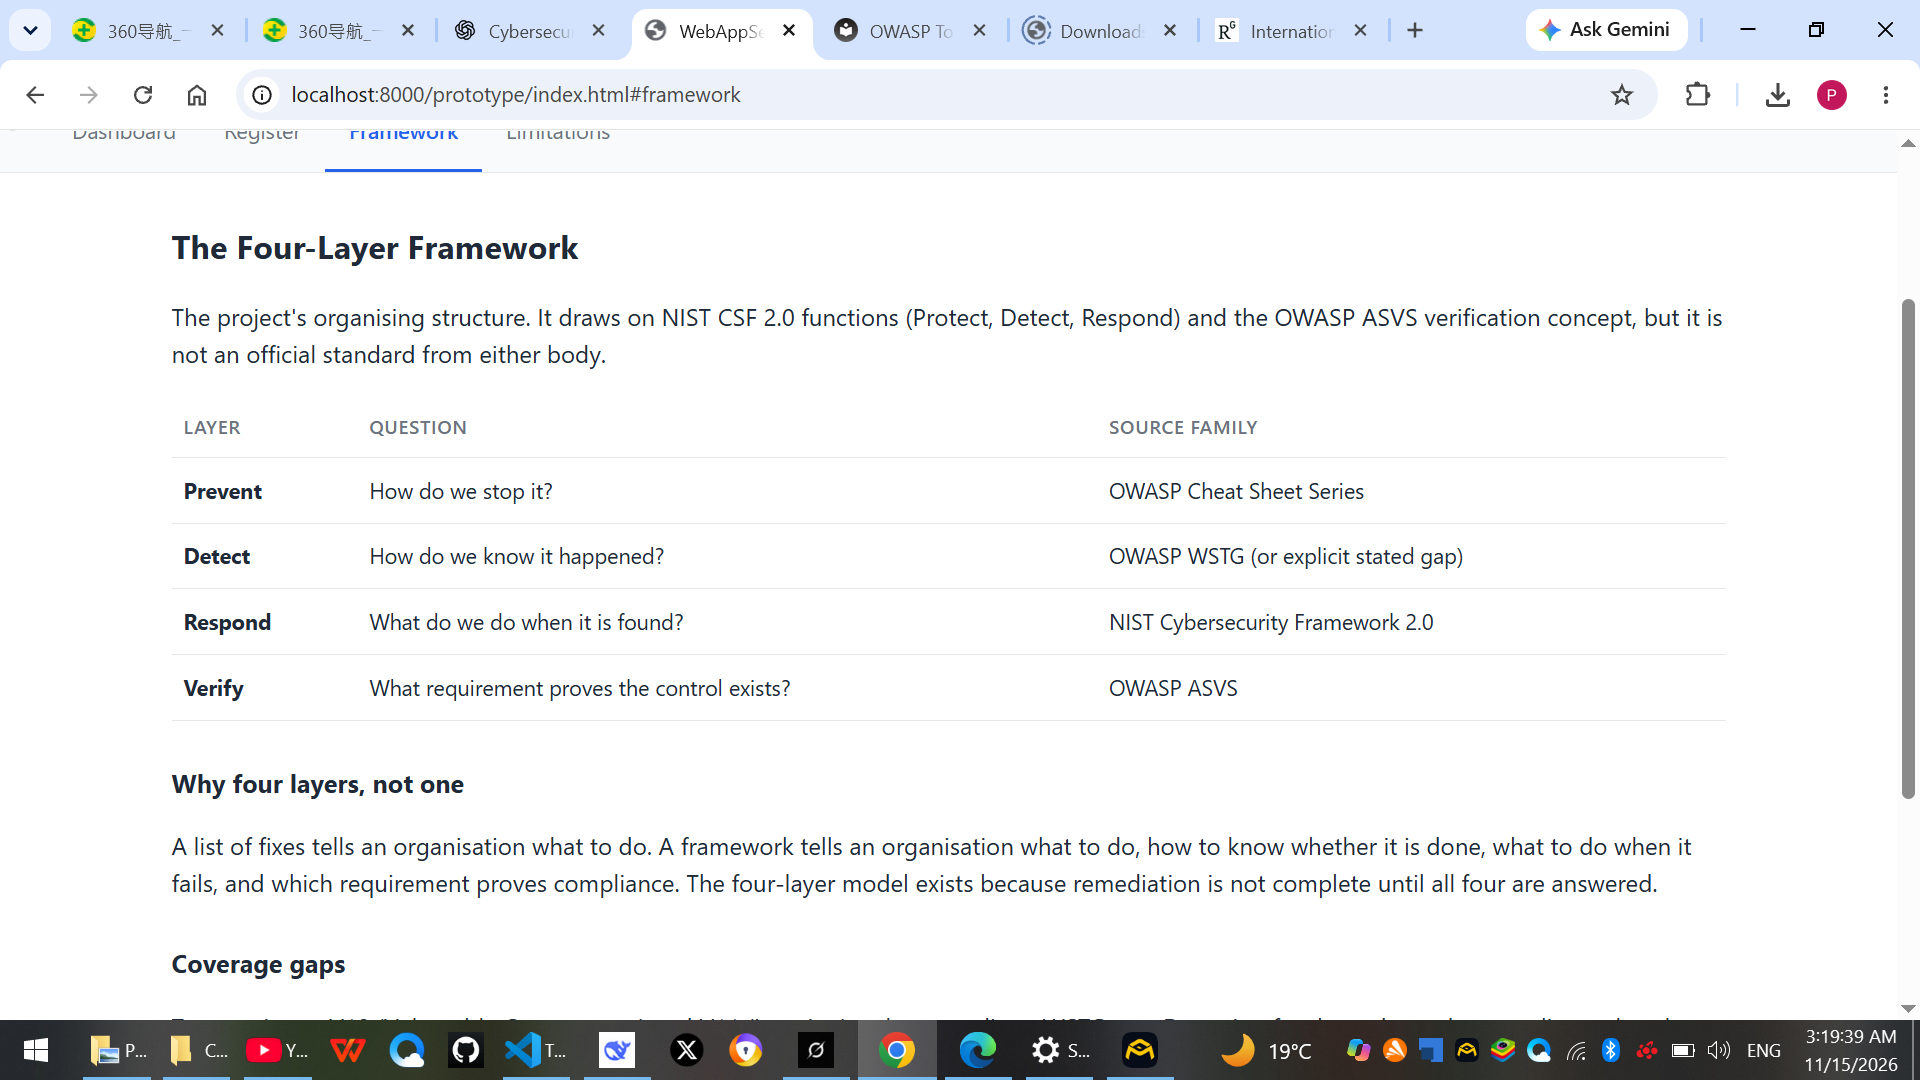 360导航_一
360导航_一
Cybersecu
WebAppSe
OWASP To
Download
Internation
Ask Gemini
localhost:8000/prototype/index.html#framework
P
Dashboard Register Framework Limitations
The Four-Layer Framework
The project's organising structure. It draws on NIST CSF 2.0 functions (Protect, Detect, Respond) and the OWASP ASVS verification concept, but it is
not an official standard from either body.
LAYER QUESTION SOURCE FAMILY
Prevent How do we stop it? OWASP Cheat Sheet Series
Detect How do we know it happened? OWASP WSTG (or explicit stated gap)
Respond What do we do when it is found? NIST Cybersecurity Framework 2.0
Verify What requirement proves the control exists? OWASP ASVS
Why four layers, not one
A list of fixes tells an organisation what to do. A framework tells an organisation what to do, how to know whether it is done, what to do when it
fails, and which requirement proves compliance. The four-layer model exists because remediation is not complete until all four are answered.
Coverage gaps
P...
C...
Y...
T...
S...
19°C
ENG
3:19:39 AM
11/15/2026